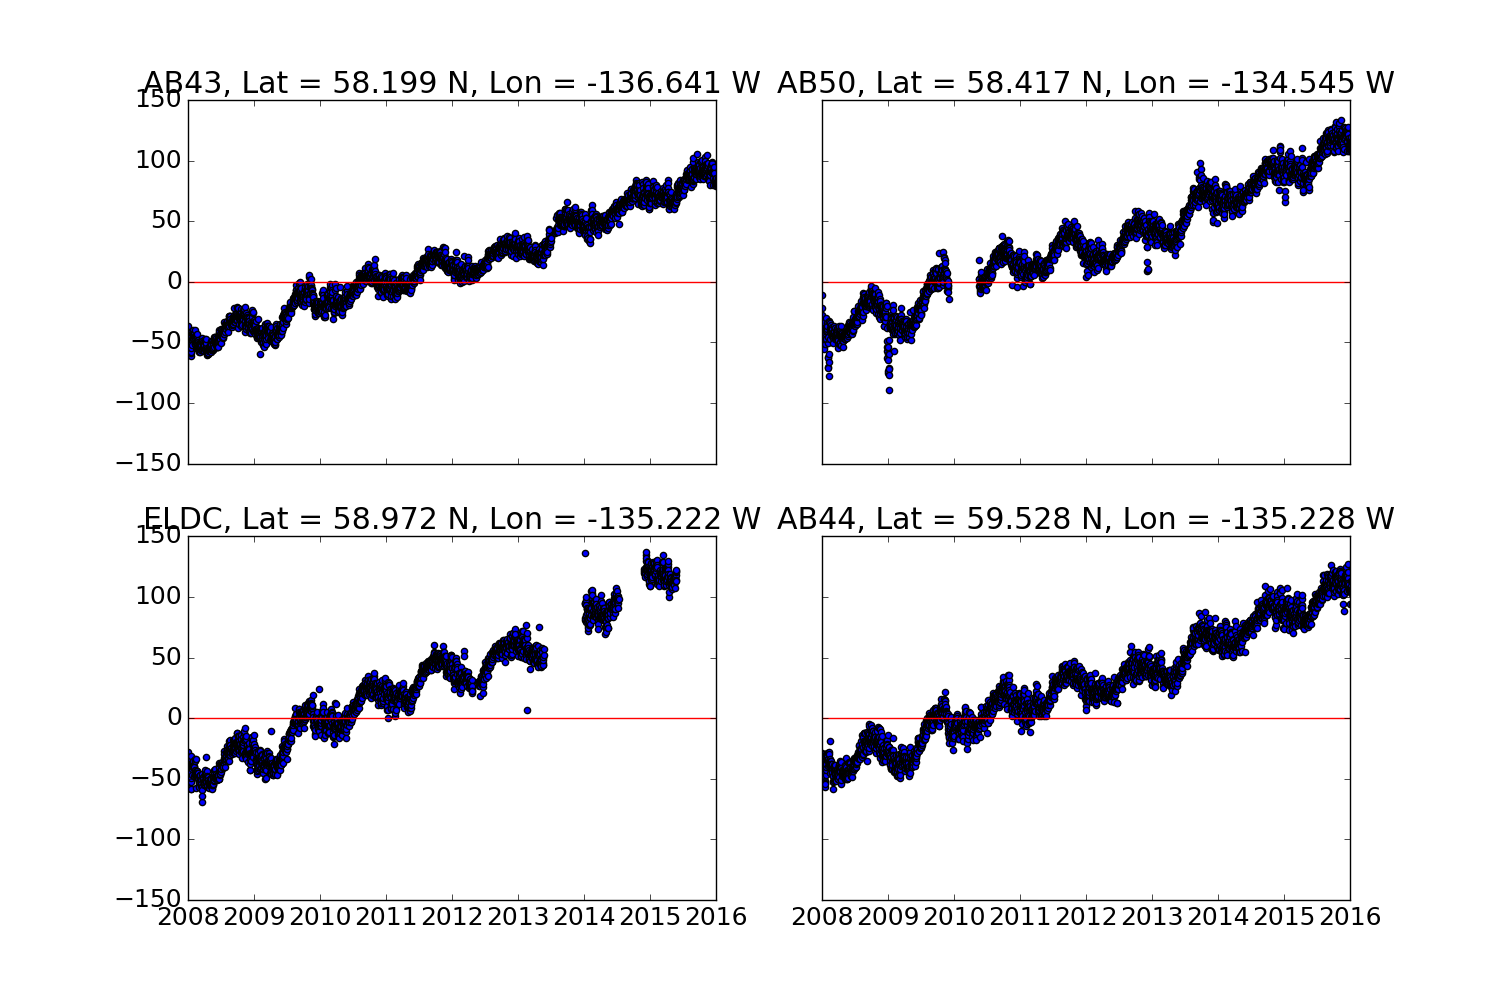 AB43, Lat = 58.199 N, Lon = -136.641 W
AB50, Lat = 58.417 N, Lon = -134.545 W
150
100
50
0
−50
−100
−150
ELDC, Lat = 58.972 N, Lon = -135.222 W
AB44, Lat = 59.528 N, Lon = -135.228 W
150
100
50
0
−50
−100
−150
2008 2009 2010 2011 2012 2013 2014 2015 2016
2008 2009 2010 2011 2012 2013 2014 2015 2016